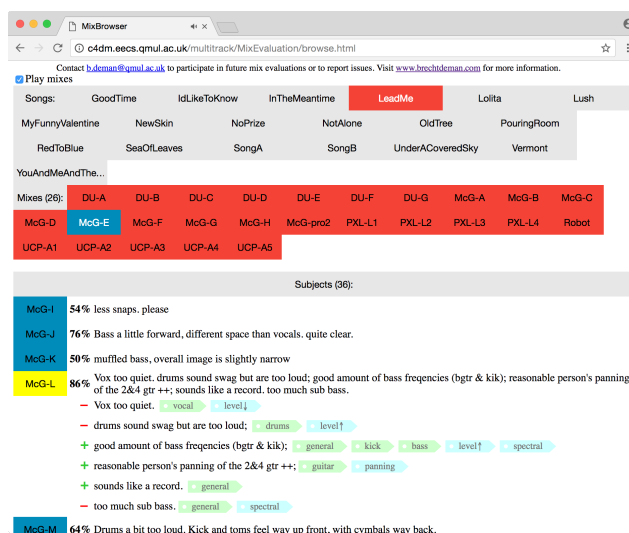 MixBrowser
c4dm.eecs.qmul.ac.uk/multitrack/MixEvaluation/browse.html
Contact b.deman@qmul.ac.uk to participate in future mix evaluations or to report issues. Visit www.brechtdeman.com for more information.
Play mixes
Songs: GoodTime IdLikeToKnow InTheMeantime LeadMe Lolita Lush
MyFunnyValentine NewSkin NoPrize NotAlone OldTree PouringRoom
RedToBlue SeaOfLeaves SongA SongB UnderACoveredSky Vermont
YouAndMeAndThe...
Mixes (26): DU-A DU-B DU-C DU-D DU-E DU-F DU-G McG-A McG-B McG-C
McG-D McG-E McG-F McG-G McG-H McG-pro2 PXL-L1 PXL-L2 PXL-L3 PXL-L4 Robot
UCP-A1 UCP-A2 UCP-A3 UCP-A4 UCP-A5
Subjects (36):
McG-I 54% less snaps. please
McG-J 76% Bass a little forward, different space than vocals. quite clear.
McG-K 50% muffled bass, overall image is slightly narrow
McG-L 86% Vox too quiet. drums sound swag but are too loud; good amount of bass freqencies (bgtr & kik); reasonable person's panning
of the 2&4 gtr ++; sounds like a record. too much sub bass.
− Vox too quiet. vocal level↓
− drums sound swag but are too loud; drums level↑
+ good amount of bass freqencies (bgtr & kik); general kick bass level↑ spectral
+ reasonable person's panning of the 2&4 gtr ++; guitar panning
+ sounds like a record. general
− too much sub bass. general spectral
McG-M 64% Drums a bit too loud. Kick and toms feel way up front, with cymbals way back.